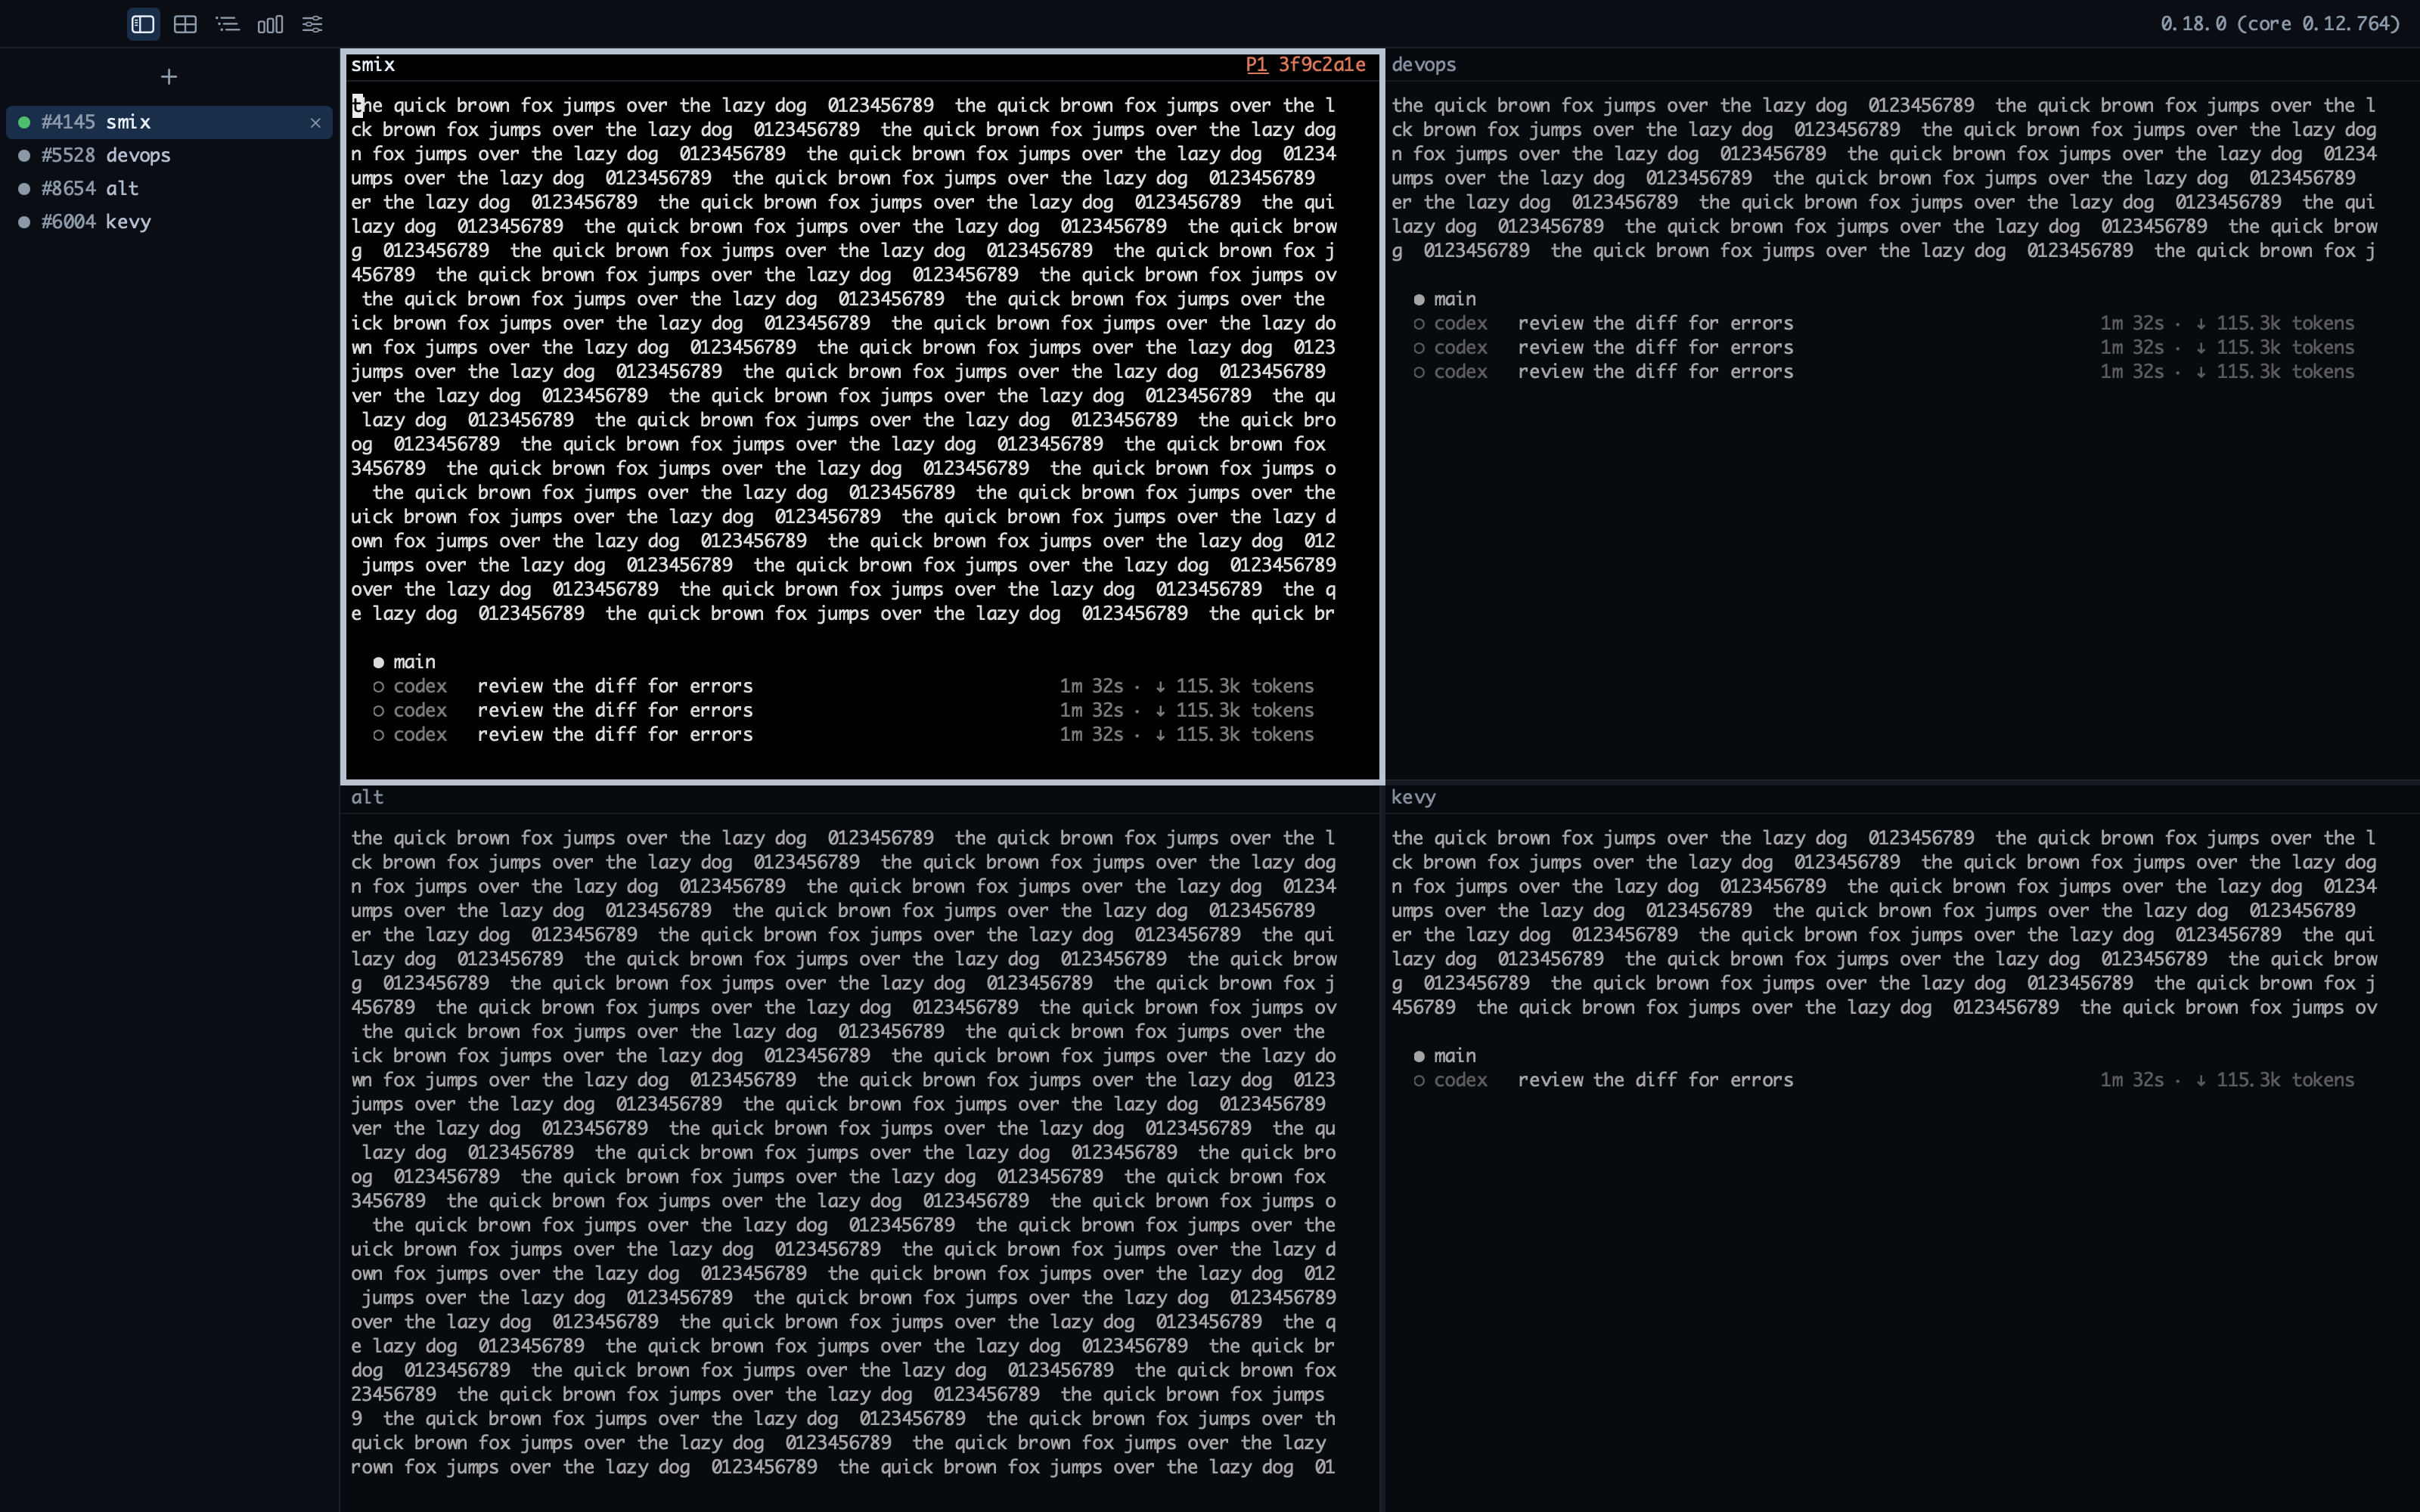 0.18.0 (core 0.12.764)
+
#4145 smix ×
#5528 devops
#8654 alt
#6004 kevy
smix P1 3f9c2a1e
the quick brown fox jumps over the lazy dog  0123456789  the quick brown fox jumps over the l
ck brown fox jumps over the lazy dog  0123456789  the quick brown fox jumps over the lazy dog
n fox jumps over the lazy dog  0123456789  the quick brown fox jumps over the lazy dog  01234
umps over the lazy dog  0123456789  the quick brown fox jumps over the lazy dog  0123456789
er the lazy dog  0123456789  the quick brown fox jumps over the lazy dog  0123456789  the qui
lazy dog  0123456789  the quick brown fox jumps over the lazy dog  0123456789  the quick brow
g  0123456789  the quick brown fox jumps over the lazy dog  0123456789  the quick brown fox j
456789  the quick brown fox jumps over the lazy dog  0123456789  the quick brown fox jumps ov
the quick brown fox jumps over the lazy dog  0123456789  the quick brown fox jumps over the
ick brown fox jumps over the lazy dog  0123456789  the quick brown fox jumps over the lazy do
wn fox jumps over the lazy dog  0123456789  the quick brown fox jumps over the lazy dog  0123
jumps over the lazy dog  0123456789  the quick brown fox jumps over the lazy dog  0123456789
ver the lazy dog  0123456789  the quick brown fox jumps over the lazy dog  0123456789  the qu
lazy dog  0123456789  the quick brown fox jumps over the lazy dog  0123456789  the quick bro
og  0123456789  the quick brown fox jumps over the lazy dog  0123456789  the quick brown fox
3456789  the quick brown fox jumps over the lazy dog  0123456789  the quick brown fox jumps o
the quick brown fox jumps over the lazy dog  0123456789  the quick brown fox jumps over the
uick brown fox jumps over the lazy dog  0123456789  the quick brown fox jumps over the lazy d
own fox jumps over the lazy dog  0123456789  the quick brown fox jumps over the lazy dog  012
jumps over the lazy dog  0123456789  the quick brown fox jumps over the lazy dog  0123456789
over the lazy dog  0123456789  the quick brown fox jumps over the lazy dog  0123456789  the q
e lazy dog  0123456789  the quick brown fox jumps over the lazy dog  0123456789  the quick br
● main
○ codex   review the diff for errors   1m 32s · ↓ 115.3k tokens
○ codex   review the diff for errors   1m 32s · ↓ 115.3k tokens
○ codex   review the diff for errors   1m 32s · ↓ 115.3k tokens
devops
the quick brown fox jumps over the lazy dog  0123456789  the quick brown fox jumps over the l
ck brown fox jumps over the lazy dog  0123456789  the quick brown fox jumps over the lazy dog
n fox jumps over the lazy dog  0123456789  the quick brown fox jumps over the lazy dog  01234
umps over the lazy dog  0123456789  the quick brown fox jumps over the lazy dog  0123456789
er the lazy dog  0123456789  the quick brown fox jumps over the lazy dog  0123456789  the qui
lazy dog  0123456789  the quick brown fox jumps over the lazy dog  0123456789  the quick brow
g  0123456789  the quick brown fox jumps over the lazy dog  0123456789  the quick brown fox j
● main
○ codex   review the diff for errors   1m 32s · ↓ 115.3k tokens
○ codex   review the diff for errors   1m 32s · ↓ 115.3k tokens
○ codex   review the diff for errors   1m 32s · ↓ 115.3k tokens
alt
the quick brown fox jumps over the lazy dog  0123456789  the quick brown fox jumps over the l
ck brown fox jumps over the lazy dog  0123456789  the quick brown fox jumps over the lazy dog
n fox jumps over the lazy dog  0123456789  the quick brown fox jumps over the lazy dog  01234
umps over the lazy dog  0123456789  the quick brown fox jumps over the lazy dog  0123456789
er the lazy dog  0123456789  the quick brown fox jumps over the lazy dog  0123456789  the qui
lazy dog  0123456789  the quick brown fox jumps over the lazy dog  0123456789  the quick brow
g  0123456789  the quick brown fox jumps over the lazy dog  0123456789  the quick brown fox j
456789  the quick brown fox jumps over the lazy dog  0123456789  the quick brown fox jumps ov
the quick brown fox jumps over the lazy dog  0123456789  the quick brown fox jumps over the
ick brown fox jumps over the lazy dog  0123456789  the quick brown fox jumps over the lazy do
wn fox jumps over the lazy dog  0123456789  the quick brown fox jumps over the lazy dog  0123
jumps over the lazy dog  0123456789  the quick brown fox jumps over the lazy dog  0123456789
ver the lazy dog  0123456789  the quick brown fox jumps over the lazy dog  0123456789  the qu
lazy dog  0123456789  the quick brown fox jumps over the lazy dog  0123456789  the quick bro
og  0123456789  the quick brown fox jumps over the lazy dog  0123456789  the quick brown fox
3456789  the quick brown fox jumps over the lazy dog  0123456789  the quick brown fox jumps o
the quick brown fox jumps over the lazy dog  0123456789  the quick brown fox jumps over the
uick brown fox jumps over the lazy dog  0123456789  the quick brown fox jumps over the lazy d
own fox jumps over the lazy dog  0123456789  the quick brown fox jumps over the lazy dog  012
jumps over the lazy dog  0123456789  the quick brown fox jumps over the lazy dog  0123456789
over the lazy dog  0123456789  the quick brown fox jumps over the lazy dog  0123456789  the q
e lazy dog  0123456789  the quick brown fox jumps over the lazy dog  0123456789  the quick br
dog  0123456789  the quick brown fox jumps over the lazy dog  0123456789  the quick brown fox
23456789  the quick brown fox jumps over the lazy dog  0123456789  the quick brown fox jumps
9  the quick brown fox jumps over the lazy dog  0123456789  the quick brown fox jumps over th
quick brown fox jumps over the lazy dog  0123456789  the quick brown fox jumps over the lazy
rown fox jumps over the lazy dog  0123456789  the quick brown fox jumps over the lazy dog  01
kevy
the quick brown fox jumps over the lazy dog  0123456789  the quick brown fox jumps over the l
ck brown fox jumps over the lazy dog  0123456789  the quick brown fox jumps over the lazy dog
n fox jumps over the lazy dog  0123456789  the quick brown fox jumps over the lazy dog  01234
umps over the lazy dog  0123456789  the quick brown fox jumps over the lazy dog  0123456789
er the lazy dog  0123456789  the quick brown fox jumps over the lazy dog  0123456789  the qui
lazy dog  0123456789  the quick brown fox jumps over the lazy dog  0123456789  the quick brow
g  0123456789  the quick brown fox jumps over the lazy dog  0123456789  the quick brown fox j
456789  the quick brown fox jumps over the lazy dog  0123456789  the quick brown fox jumps ov
● main
○ codex   review the diff for errors   1m 32s · ↓ 115.3k tokens